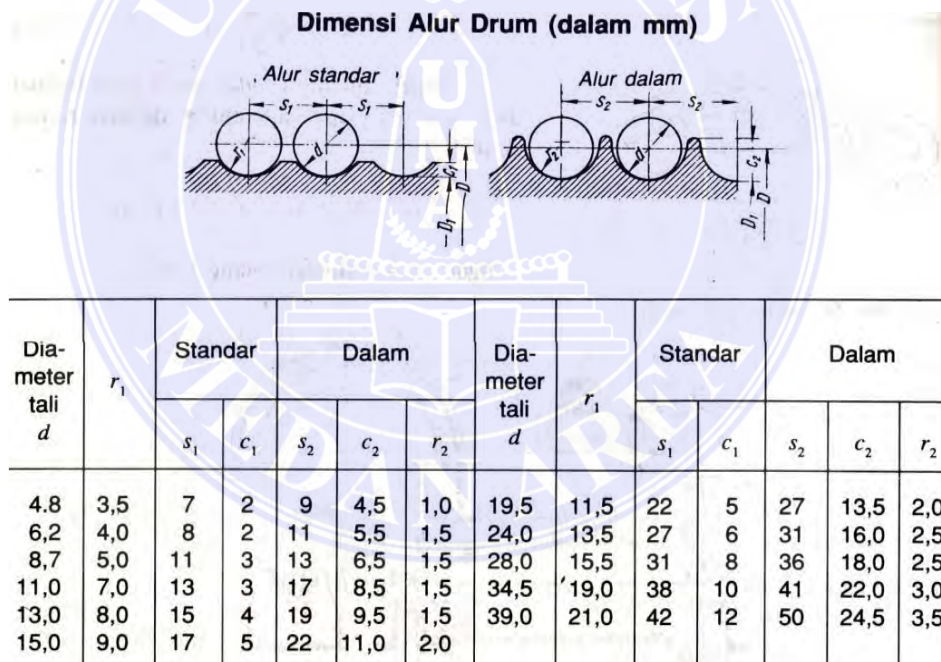 Dimensi Alur Drum (dalam mm)
Alur standar Alur dalam
s₁ s₁ s₂ s₂
r₁ d c₁ D D₁ r₂ d c₂ D D₁
UNIVERSITAS MEDAN AREA
UMA
Dia-meter tali d r₁ Standar Dalam Dia-meter tali d r₁ Standar Dalam
s₁ c₁ s₂ c₂ r₂ s₁ c₁ s₂ c₂ r₂
4.8 3,5 7 2 9 4,5 1,0 19,5 11,5 22 5 27 13,5 2,0
6,2 4,0 8 2 11 5,5 1,5 24,0 13,5 27 6 31 16,0 2,5
8,7 5,0 11 3 13 6,5 1,5 28,0 15,5 31 8 36 18,0 2,5
11,0 7,0 13 3 17 8,5 1,5 34,5 19,0 38 10 41 22,0 3,0
13,0 8,0 15 4 19 9,5 1,5 39,0 21,0 42 12 50 24,5 3,5
15,0 9,0 17 5 22 11,0 2,0